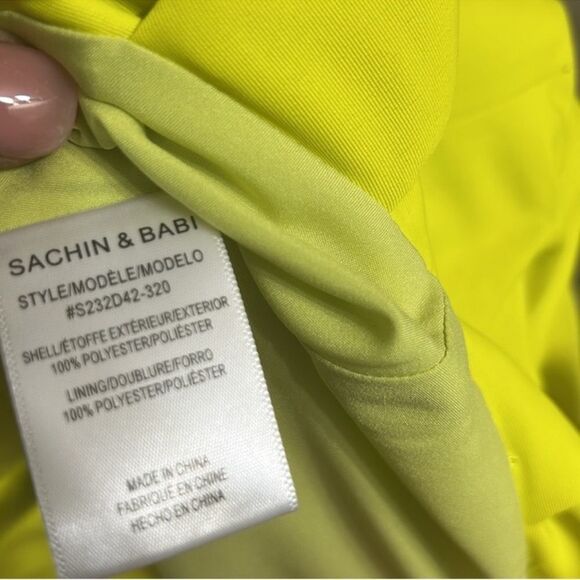 SACHIN & BABI
STYLE/MODÈLE/MODELO
#S232D42-320
SHELL/ÉTOFFE EXTÉRIEUR/EXTERIOR
100% POLYESTER/POLIÉSTER
LINING/DOUBLURE/FORRO
100% POLYESTER/POLIÉSTER
MADE IN CHINA
FABRIQUÉ EN CHINE
HECHO EN CHINA